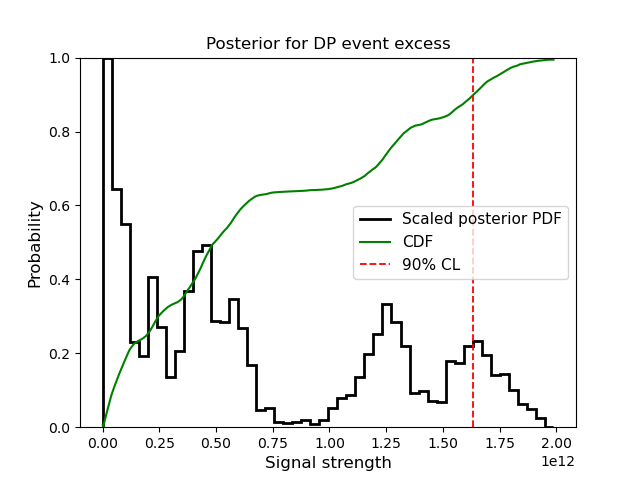 Posterior for DP event excess
Probability
1.0
0.8
0.6
0.4
0.2
0.0
Scaled posterior PDF
CDF
90% CL
0.00
0.25
0.50
0.75
1.00
1.25
1.50
1.75
2.00
1e12
Signal strength